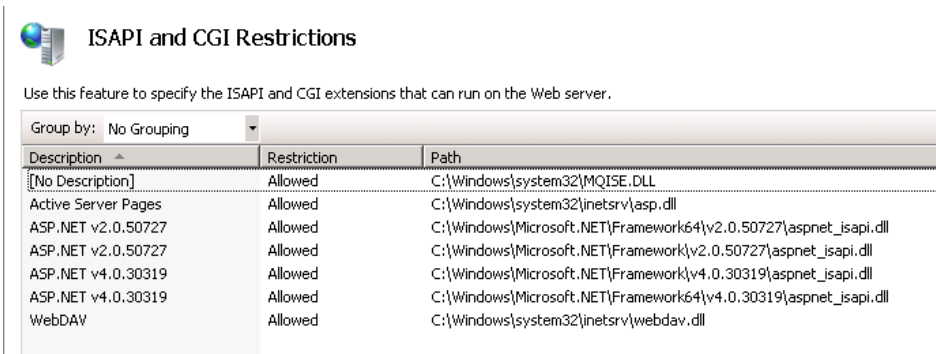 ISAPI and CGI Restrictions
Use this feature to specify the ISAPI and CGI extensions that can run on the Web server.
Group by: No Grouping
Description Restriction Path
[No Description] Allowed C:\Windows\system32\MQISE.DLL
Active Server Pages Allowed C:\Windows\system32\inetsrv\asp.dll
ASP.NET v2.0.50727 Allowed C:\Windows\Microsoft.NET\Framework64\v2.0.50727\aspnet_isapi.dll
ASP.NET v2.0.50727 Allowed C:\Windows\Microsoft.NET\Framework\v2.0.50727\aspnet_isapi.dll
ASP.NET v4.0.30319 Allowed C:\Windows\Microsoft.NET\Framework\v4.0.30319\aspnet_isapi.dll
ASP.NET v4.0.30319 Allowed C:\Windows\Microsoft.NET\Framework64\v4.0.30319\aspnet_isapi.dll
WebDAV Allowed C:\Windows\system32\inetsrv\webdav.dll